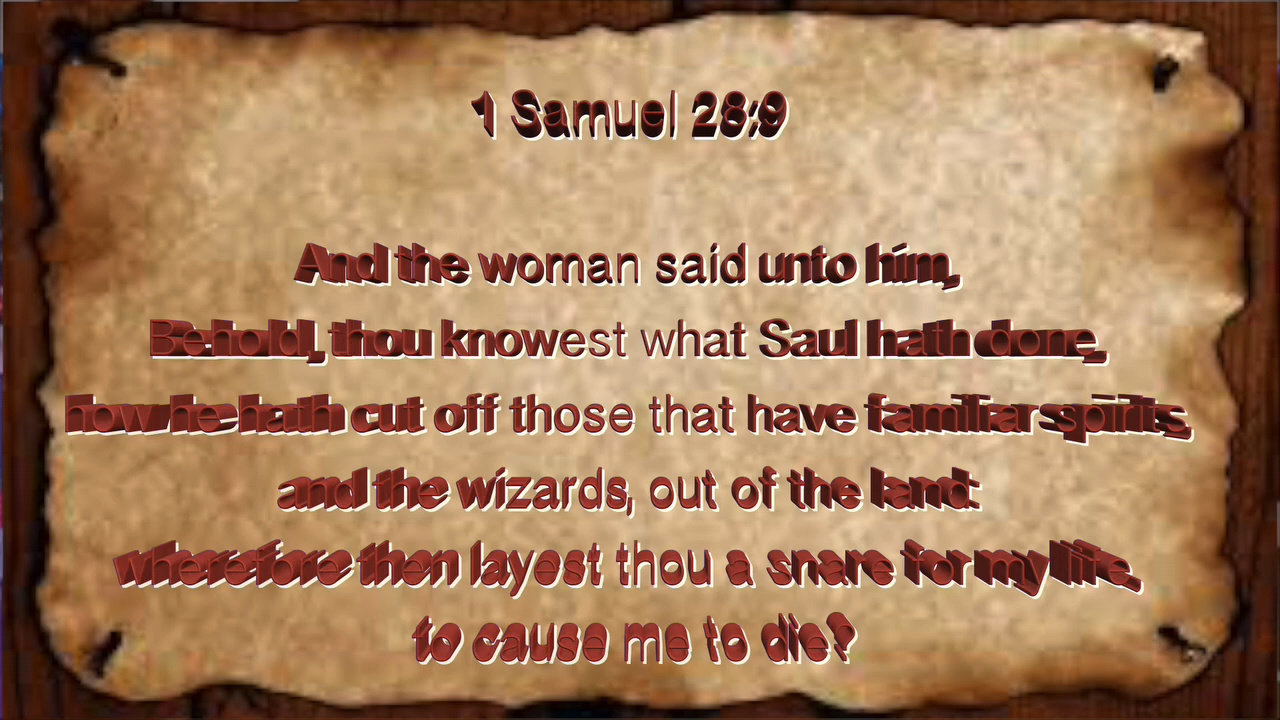 1 Samuel 28:9
And the woman said unto him,
Behold, thou knowest what Saul hath done,
how he hath cut off those that have familiar spirits,
and the wizards, out of the land:
wherefore then layest thou a snare for my life,
to cause me to die?